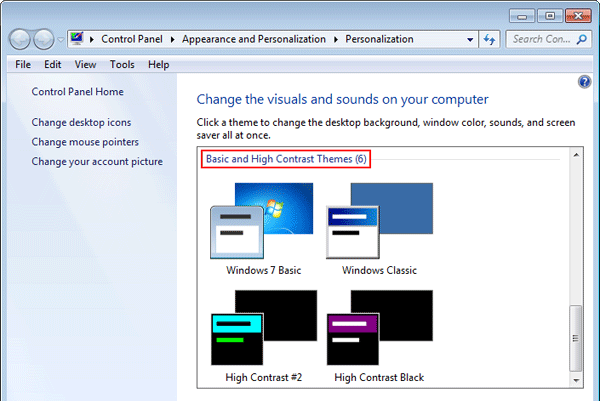 Control Panel Appearance and Personalization Personalization Search Con...
File Edit View Tools Help
Control Panel Home
Change desktop icons
Change mouse pointers
Change your account picture
Change the visuals and sounds on your computer
Click a theme to change the desktop background, window color, sounds, and screen
saver all at once.
Basic and High Contrast Themes (6)
Windows 7 Basic Windows Classic
High Contrast #2 High Contrast Black